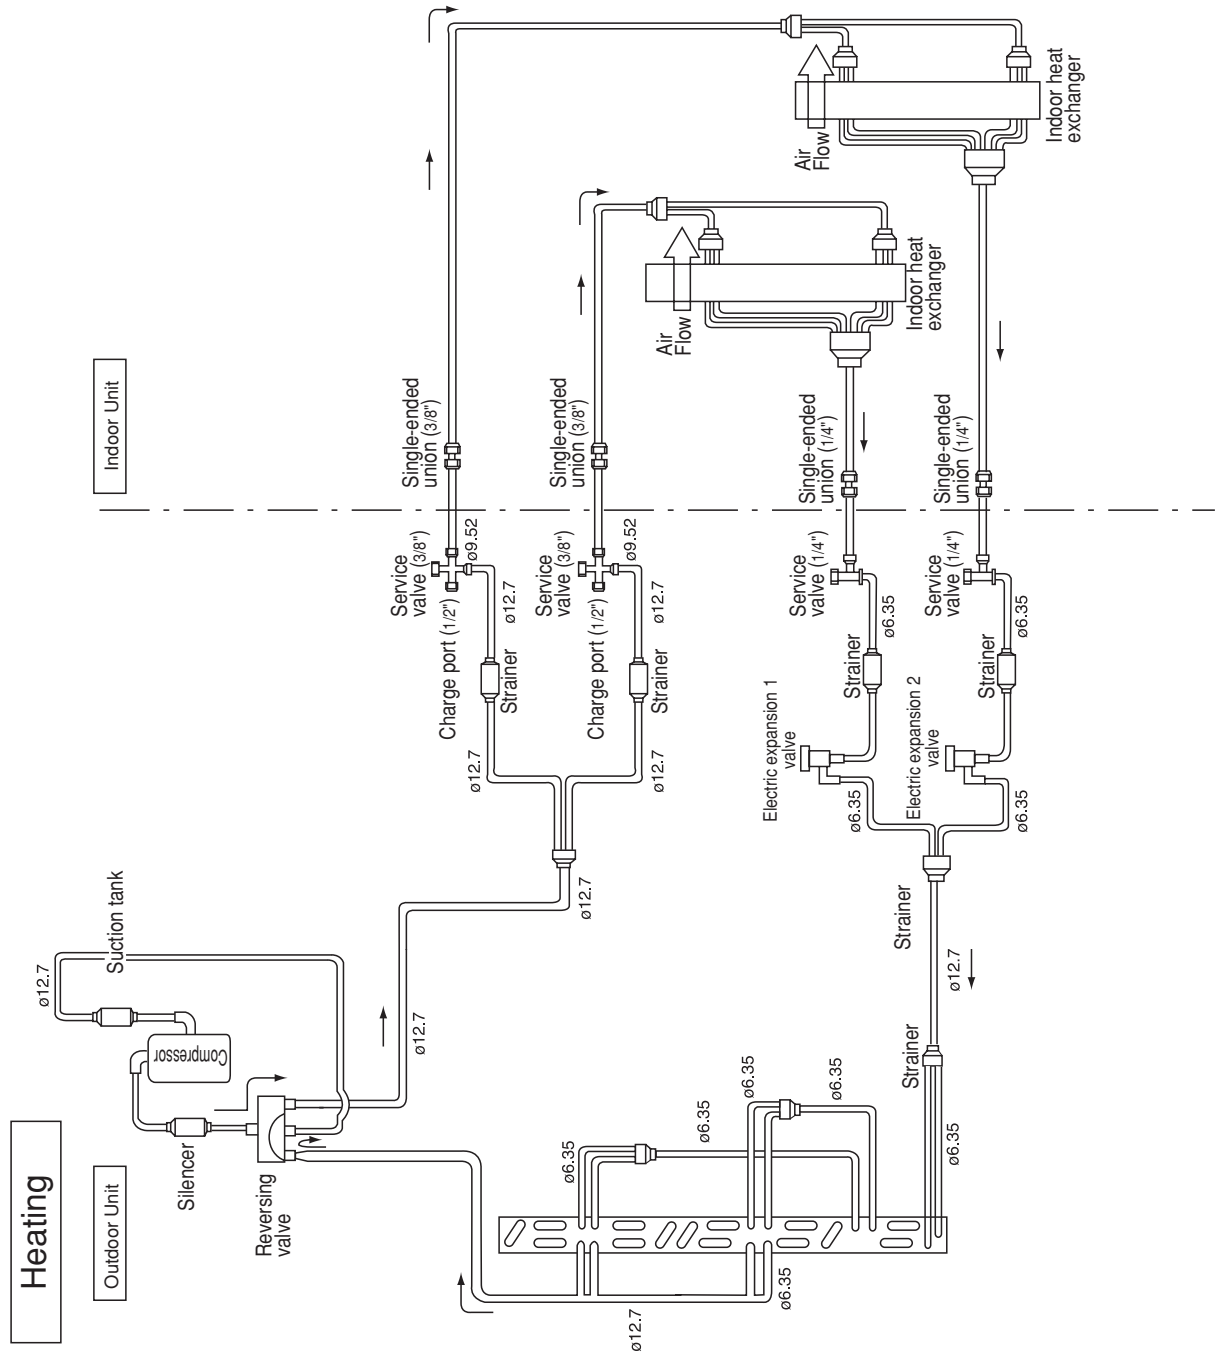 Heating
Outdoor Unit
Indoor Unit
Suction tank
ø12.7
Compressor
Silencer
Reversing
valve
ø12.7
ø12.7
ø12.7
ø12.7
Service
valve (3/8")
Charge port (1/2")
Strainer
ø12.7
ø9.52
Single-ended
union (3/8")
Service
valve (3/8")
Charge port (1/2")
Strainer
ø12.7
ø9.52
Single-ended
union (3/8")
Air
Flow
Indoor heat
exchanger
Air
Flow
Indoor heat
exchanger
Electric expansion 1
valve
ø6.35
Strainer
ø6.35
Service
valve (1/4")
Single-ended
union (1/4")
Electric expansion 2
valve
ø6.35
Strainer
ø6.35
Service
valve (1/4")
Single-ended
union (1/4")
Strainer
ø12.7
Strainer
ø6.35
ø6.35
ø6.35
ø6.35
ø6.35
ø6.35
ø12.7